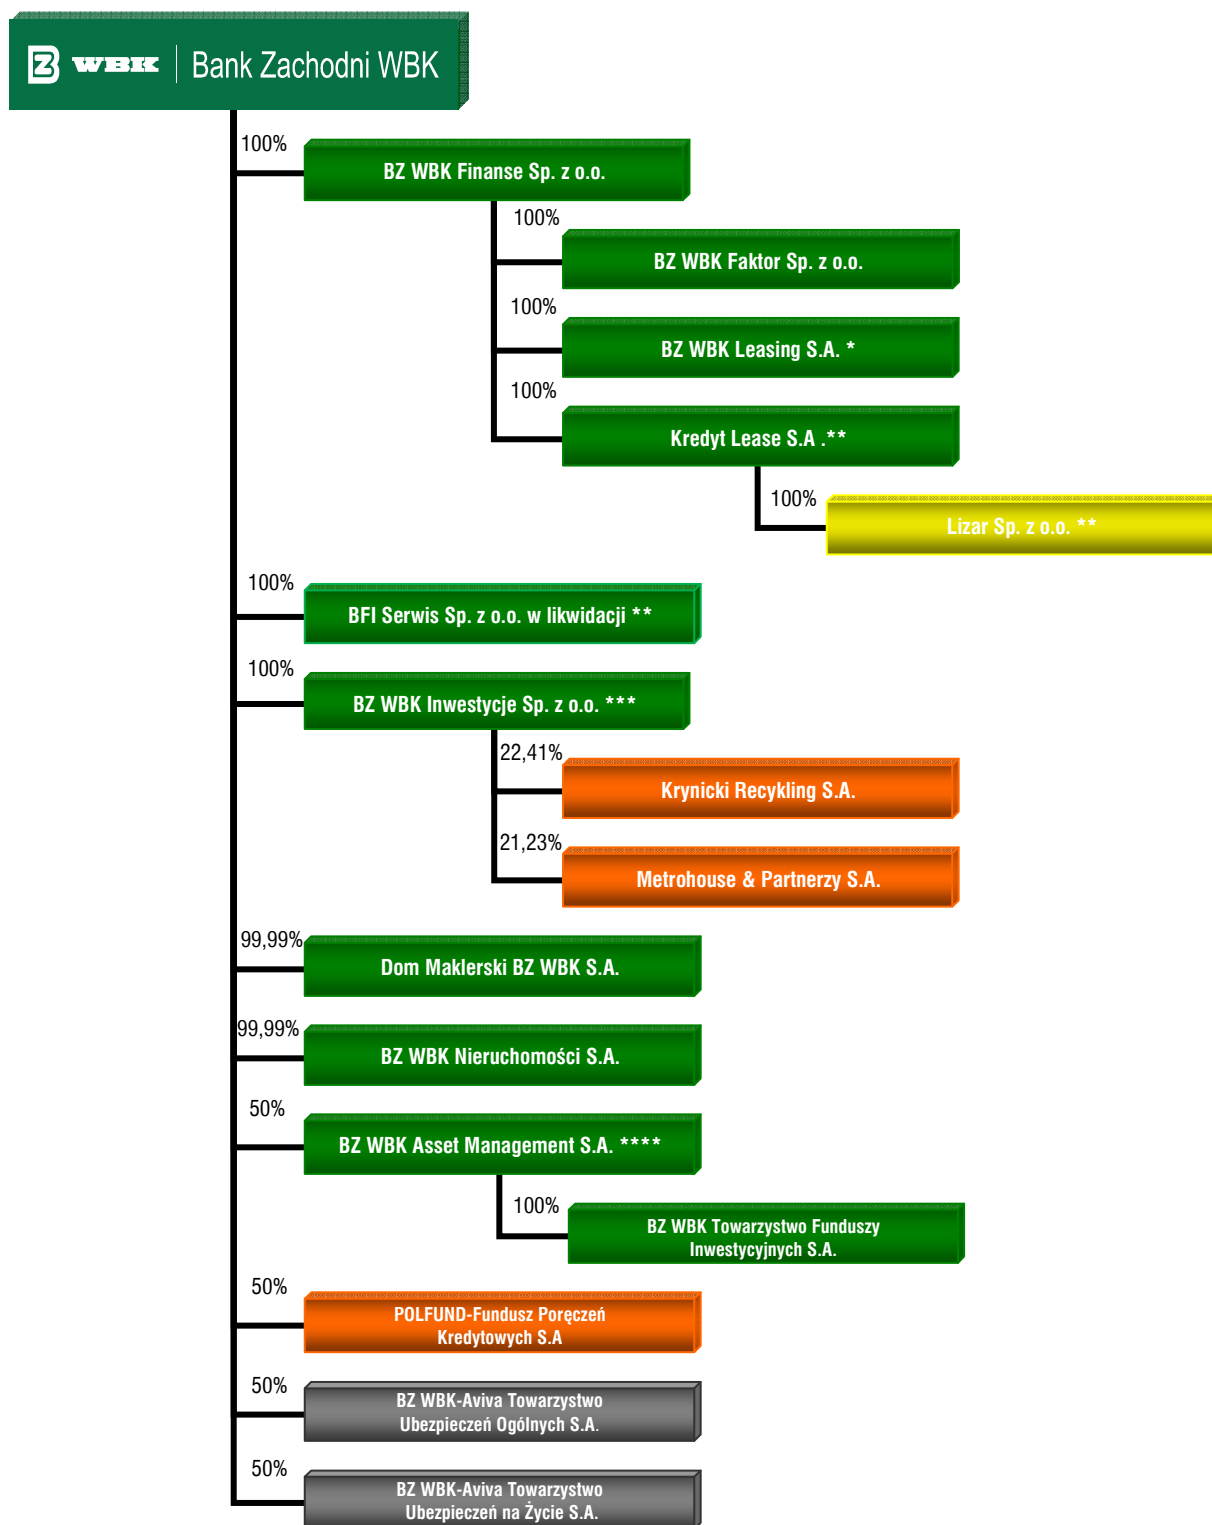 BZ WBK | Bank Zachodni WBK
100%
BZ WBK Finanse Sp. z o.o.
100%
BZ WBK Faktor Sp. z o.o.
100%
BZ WBK Leasing S.A. *
100%
Kredyt Lease S.A .**
100%
Lizar Sp. z o.o. **
100%
BFI Serwis Sp. z o.o. w likwidacji **
100%
BZ WBK Inwestycje Sp. z o.o. ***
22,41%
Krynicki Recykling S.A.
21,23%
Metrohouse & Partnerzy S.A.
99,99%
Dom Maklerski BZ WBK S.A.
99,99%
BZ WBK Nieruchomości S.A.
50%
BZ WBK Asset Management S.A. ****
100%
BZ WBK Towarzystwo Funduszy
Inwestycyjnych S.A.
50%
POLFUND-Fundusz Poręczeń
Kredytowych S.A
50%
BZ WBK-Aviva Towarzystwo
Ubezpieczeń Ogólnych S.A.
50%
BZ WBK-Aviva Towarzystwo
Ubezpieczeń na Życie S.A.